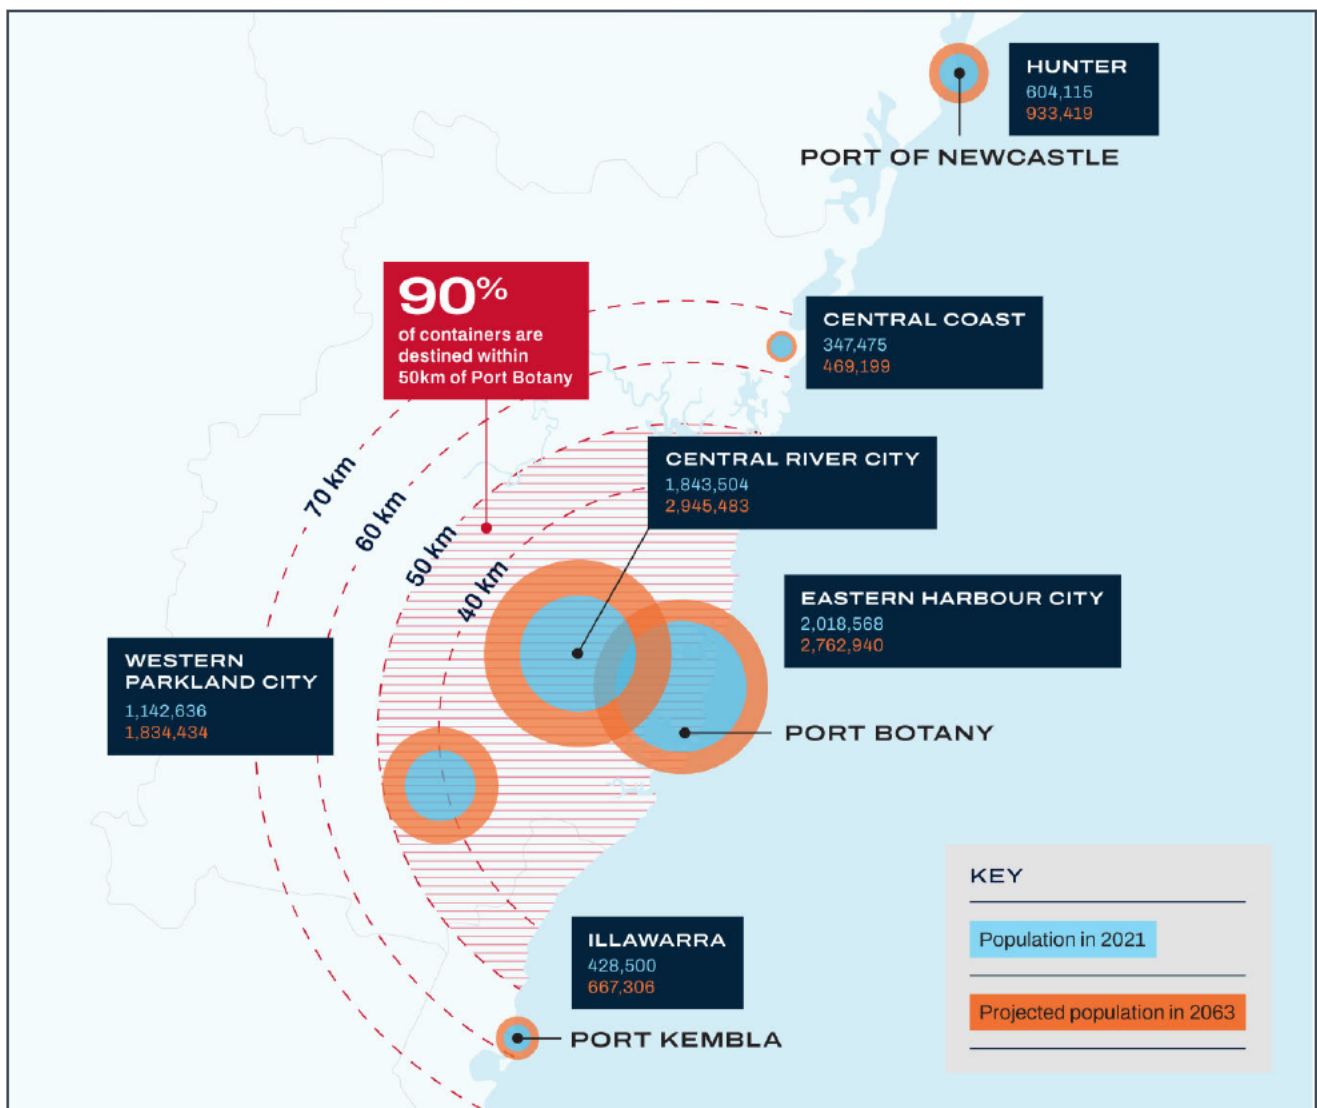 HUNTER
604,115
933,419
PORT OF NEWCASTLE
90%
of containers are
destined within
50km of Port Botany
CENTRAL COAST
347,475
469,199
CENTRAL RIVER CITY
1,843,504
2,945,483
70 km
60 km
50 km
40 km
EASTERN HARBOUR CITY
2,018,568
2,762,940
WESTERN
PARKLAND CITY
1,142,636
1,834,434
PORT BOTANY
ILLAWARRA
428,500
667,306
PORT KEMBLA
KEY
Population in 2021
Projected population in 2063